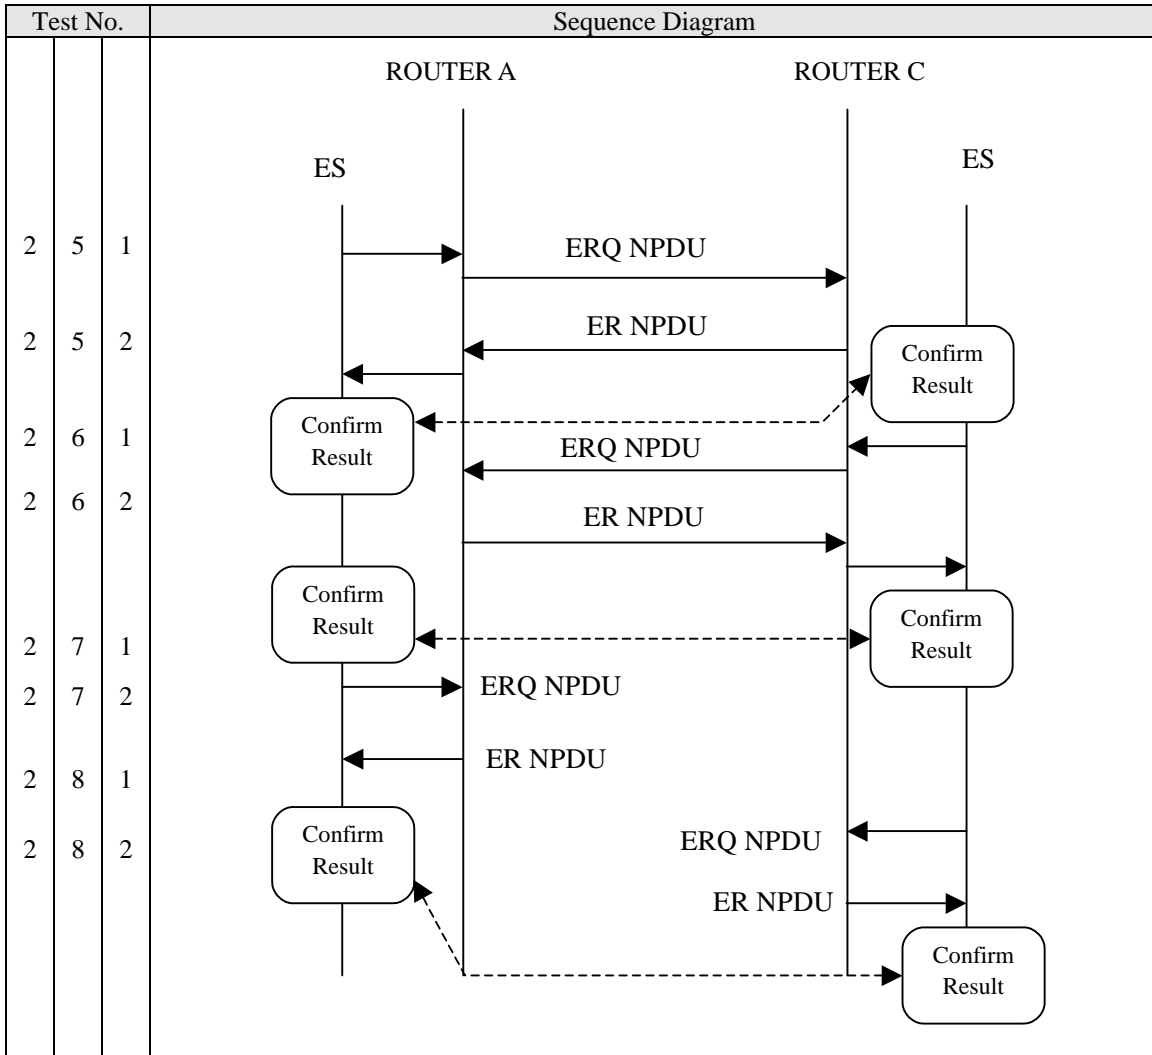 Test No. Sequence Diagram
ROUTER A ROUTER C
ES ES
2 5 1 ERQ NPDU
2 5 2 ER NPDU
Confirm
Result
Confirm
Result
2 6 1 ERQ NPDU
2 6 2 ER NPDU
Confirm
Result
Confirm
Result
2 7 1
2 7 2 ERQ NPDU
ER NPDU
2 8 1
Confirm
Result
2 8 2 ERQ NPDU
ER NPDU
Confirm
Result